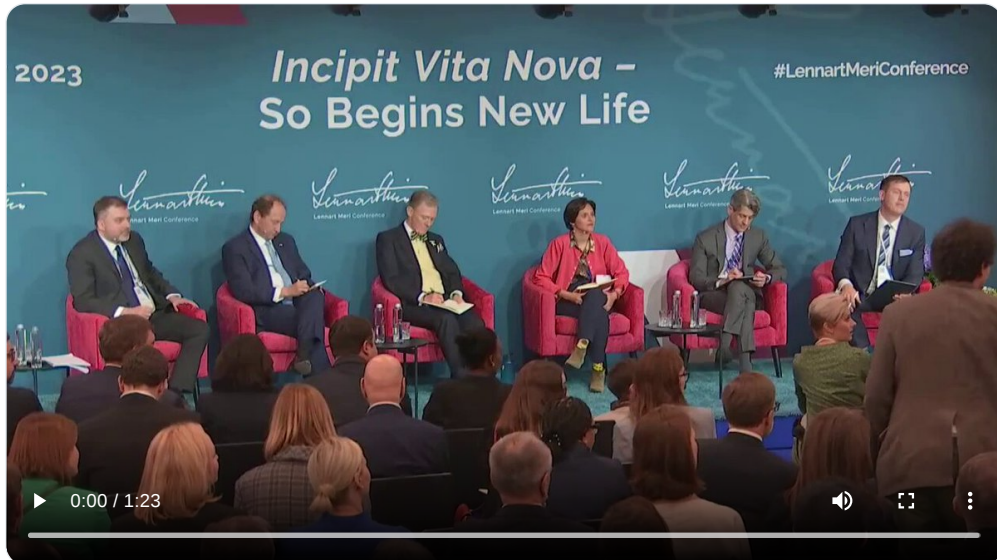 2023
Incipit Vita Nova –
So Begins New Life
#LennartMeriConference
Lennart Meri Conference
Lennart Meri Conference
Lennart Meri Conference
Lennart Meri Conference
Lennart Meri Conference
0:00 / 1:23